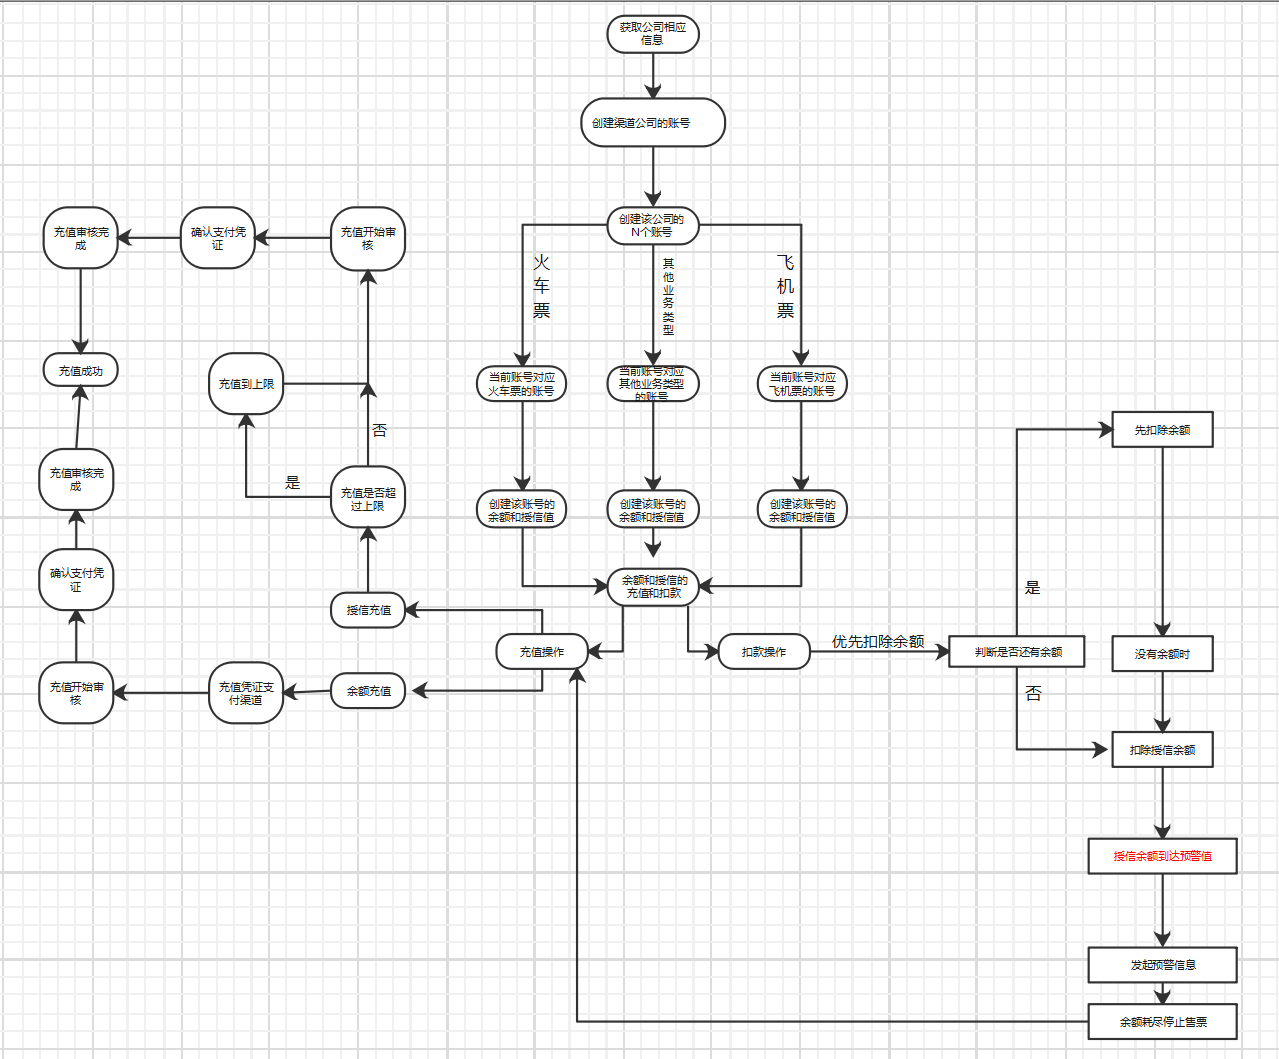 获取公司相应
信息
创建渠道公司的账号
创建该公司的
N个账号
火
车
票
其
他
业
务
类
型
飞
机
票
当前账号对应
火车票的账号
当前账号对应
其他业务类型
的账号
当前账号对应
飞机票的账号
创建该账号的
余额和授信值
创建该账号的
余额和授信值
创建该账号的
余额和授信值
余额和授信的
充值和扣款
充值操作
扣款操作
优先扣除余额
判断是否还有余额
是
否
先扣除余额
没有余额时
扣除授信余额
授信余额到达预警值
发起预警信息
余额耗尽停止售票
授信充值
充值是否超
过上限
是
否
充值到上限
充值开始审
核
确认支付凭
证
充值审核完
成
充值成功
余额充值
充值凭证支
付渠道
充值开始审
核
确认支付凭
证
充值审核完
成